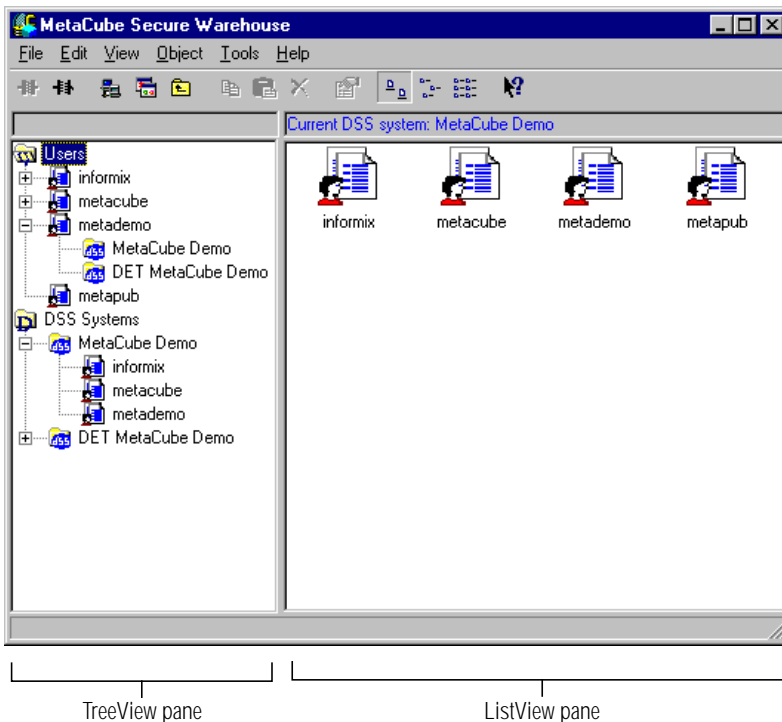 MetaCube Secure Warehouse
File Edit View Object Tools Help
Current DSS system: MetaCube Demo
Users
informix
metacube
metademo
MetaCube Demo
DET MetaCube Demo
metapub
DSS Systems
MetaCube Demo
informix
metacube
metademo
DET MetaCube Demo
informix metacube metademo metapub
TreeView pane ListView pane